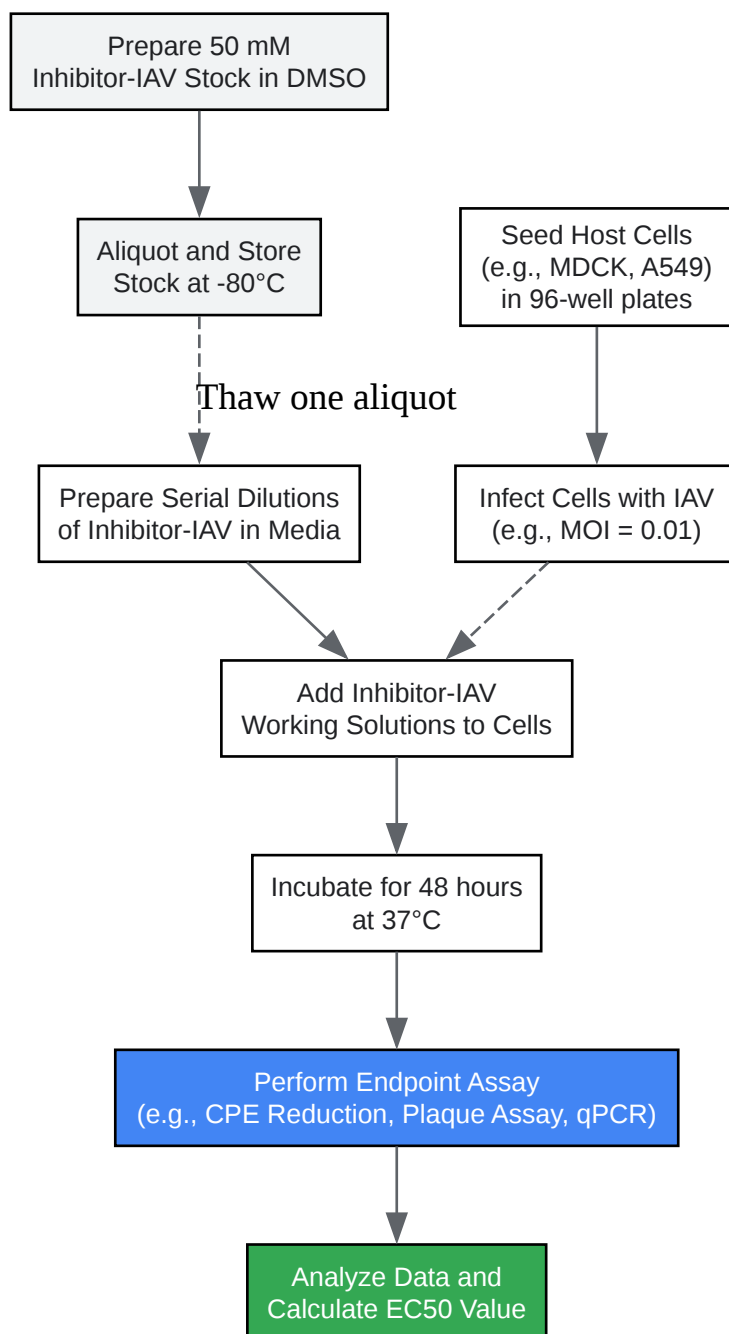 Prepare 50 mM
Inhibitor-IAV Stock in DMSO
Aliquot and Store
Stock at -80°C
Seed Host Cells
(e.g., MDCK, A549)
in 96-well plates
Thaw one aliquot
Prepare Serial Dilutions
of Inhibitor-IAV in Media
Infect Cells with IAV
(e.g., MOI = 0.01)
Add Inhibitor-IAV
Working Solutions to Cells
Incubate for 48 hours
at 37°C
Perform Endpoint Assay
(e.g., CPE Reduction, Plaque Assay, qPCR)
Analyze Data and
Calculate EC50 Value